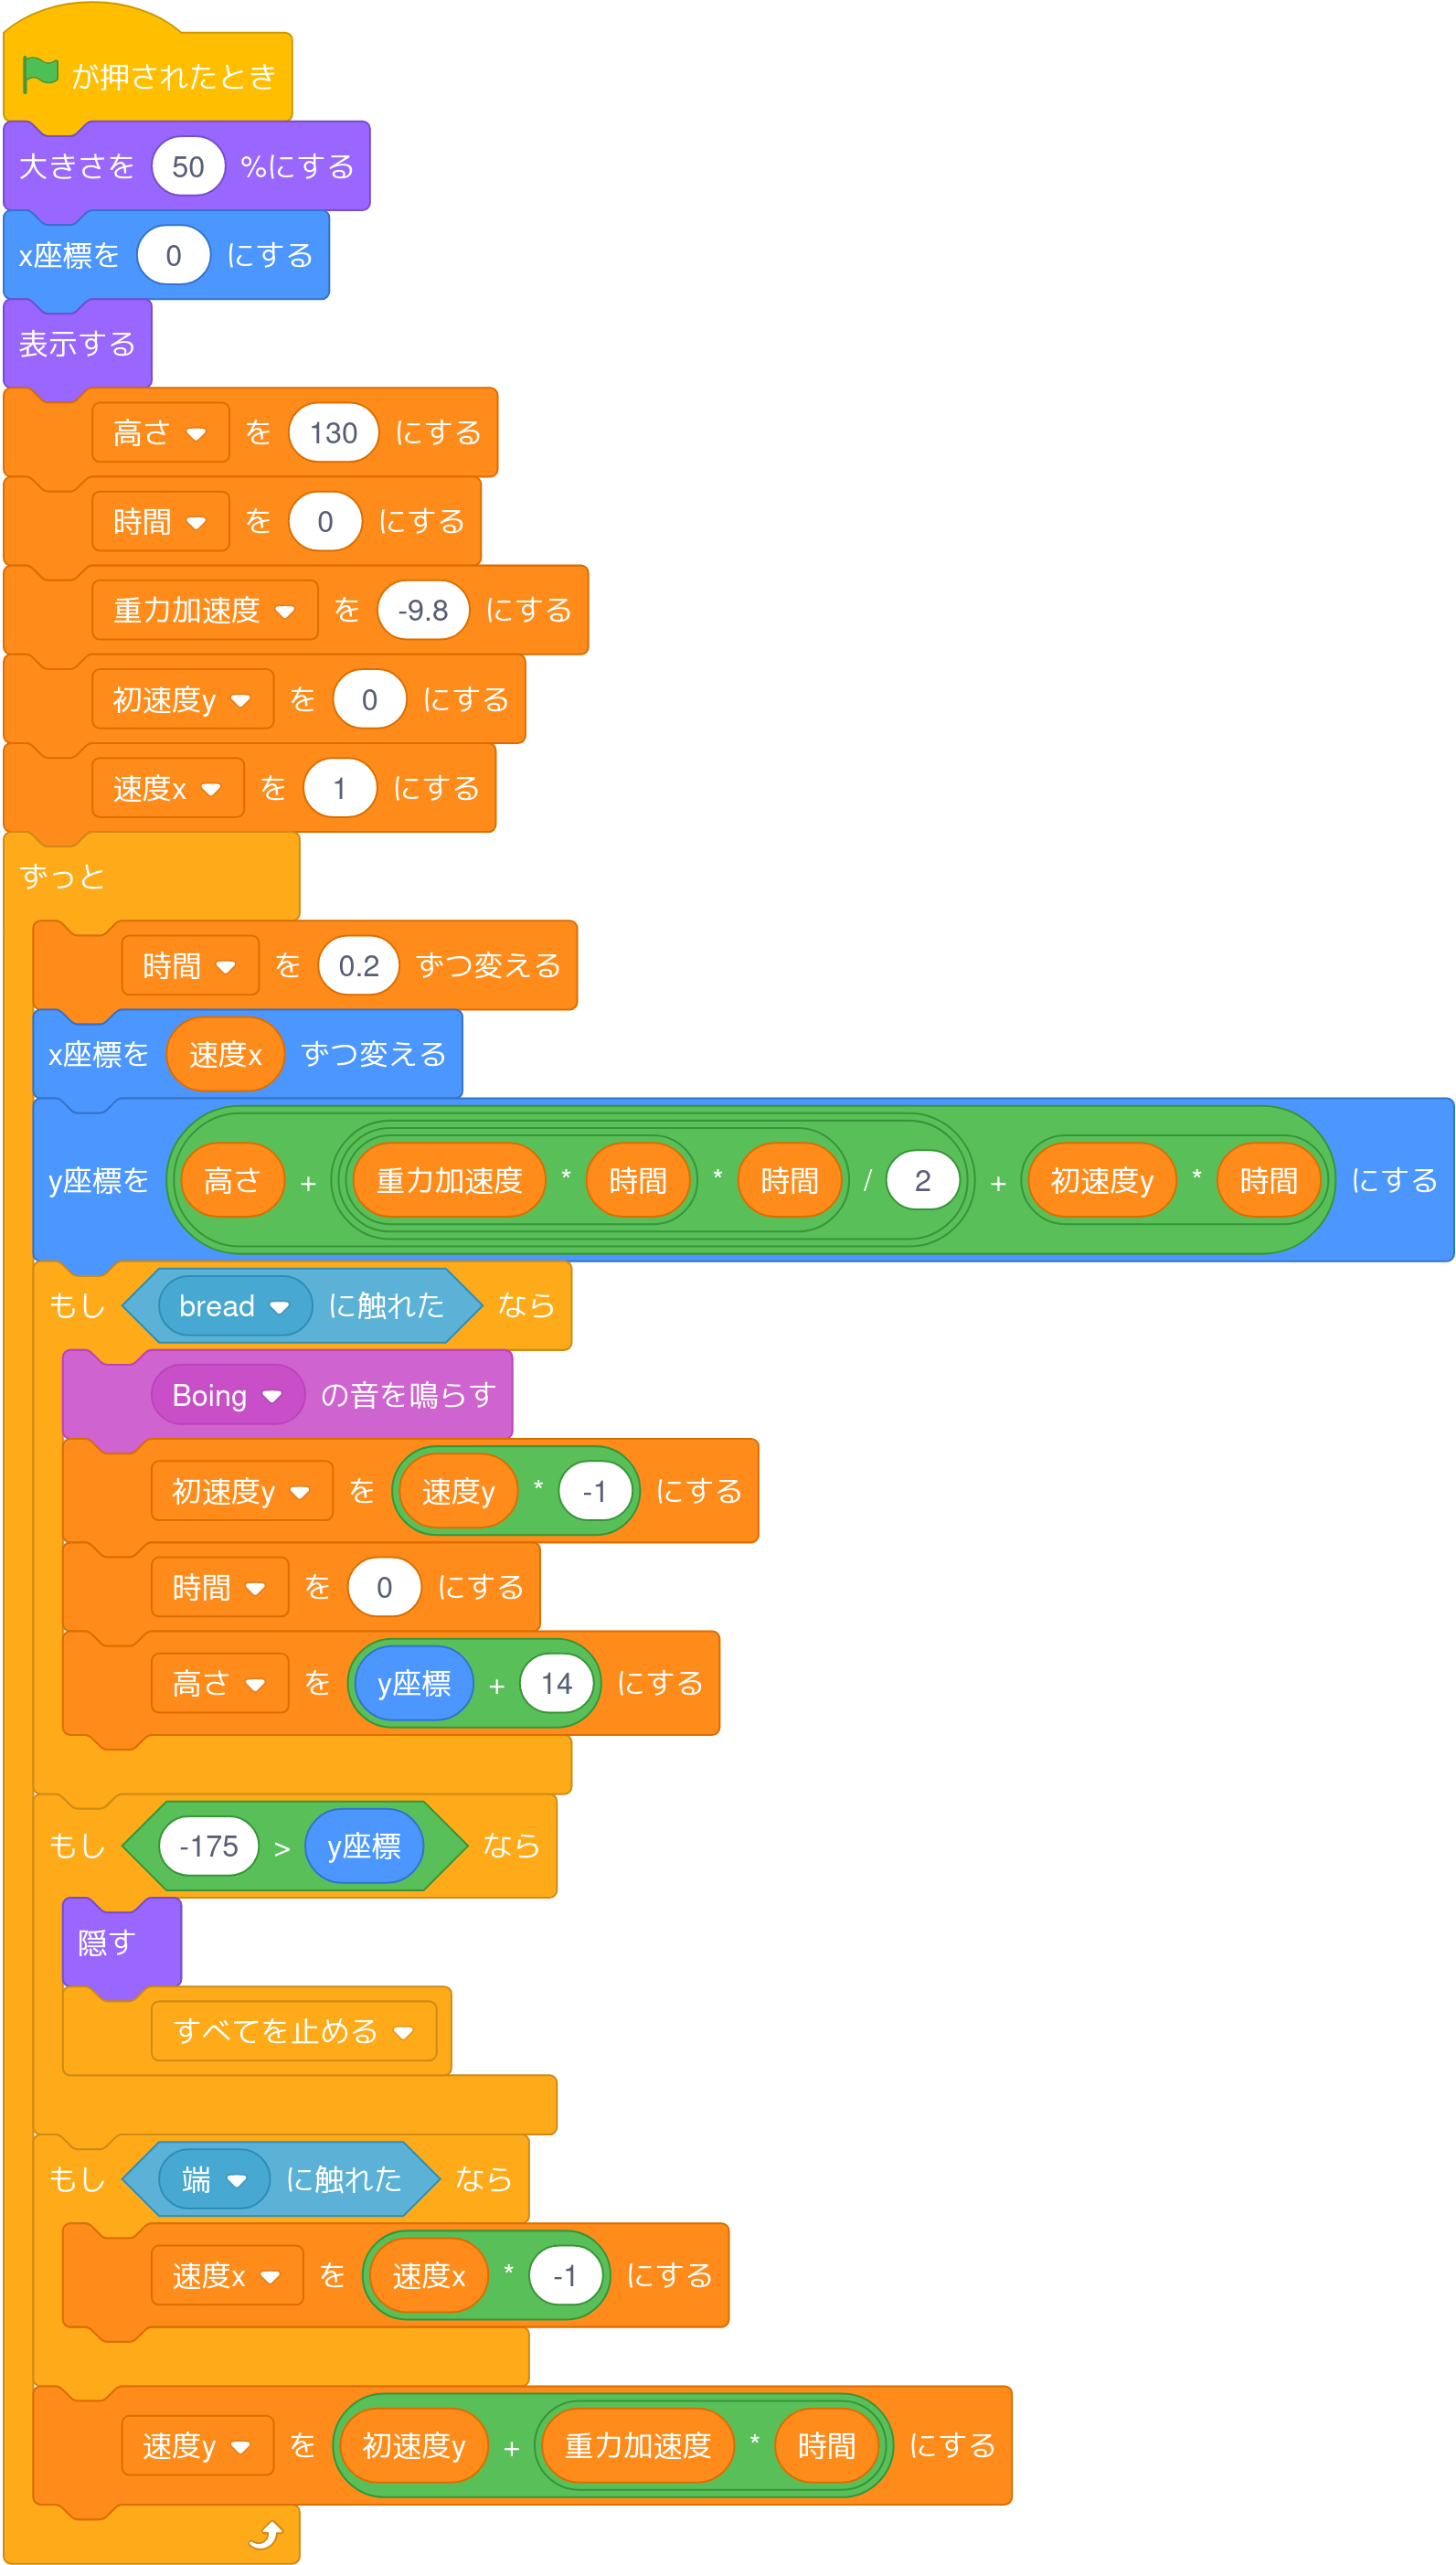 が押されたとき
大きさを 50 %にする
x座標を 0 にする
表示する
高さ を 130 にする
時間 を 0 にする
重力加速度 を -9.8 にする
初速度y を 0 にする
速度x を 1 にする
ずっと
時間 を 0.2 ずつ変える
x座標を 速度x ずつ変える
y座標を 高さ + 重力加速度 * 時間 * 時間 / 2 + 初速度y * 時間 にする
もし bread に触れた なら
Boing の音を鳴らす
初速度y を 速度y * -1 にする
時間 を 0 にする
高さ を y座標 + 14 にする
もし -175 > y座標 なら
隠す
すべてを止める
もし 端 に触れた なら
速度x を 速度x * -1 にする
速度y を 初速度y + 重力加速度 * 時間 にする